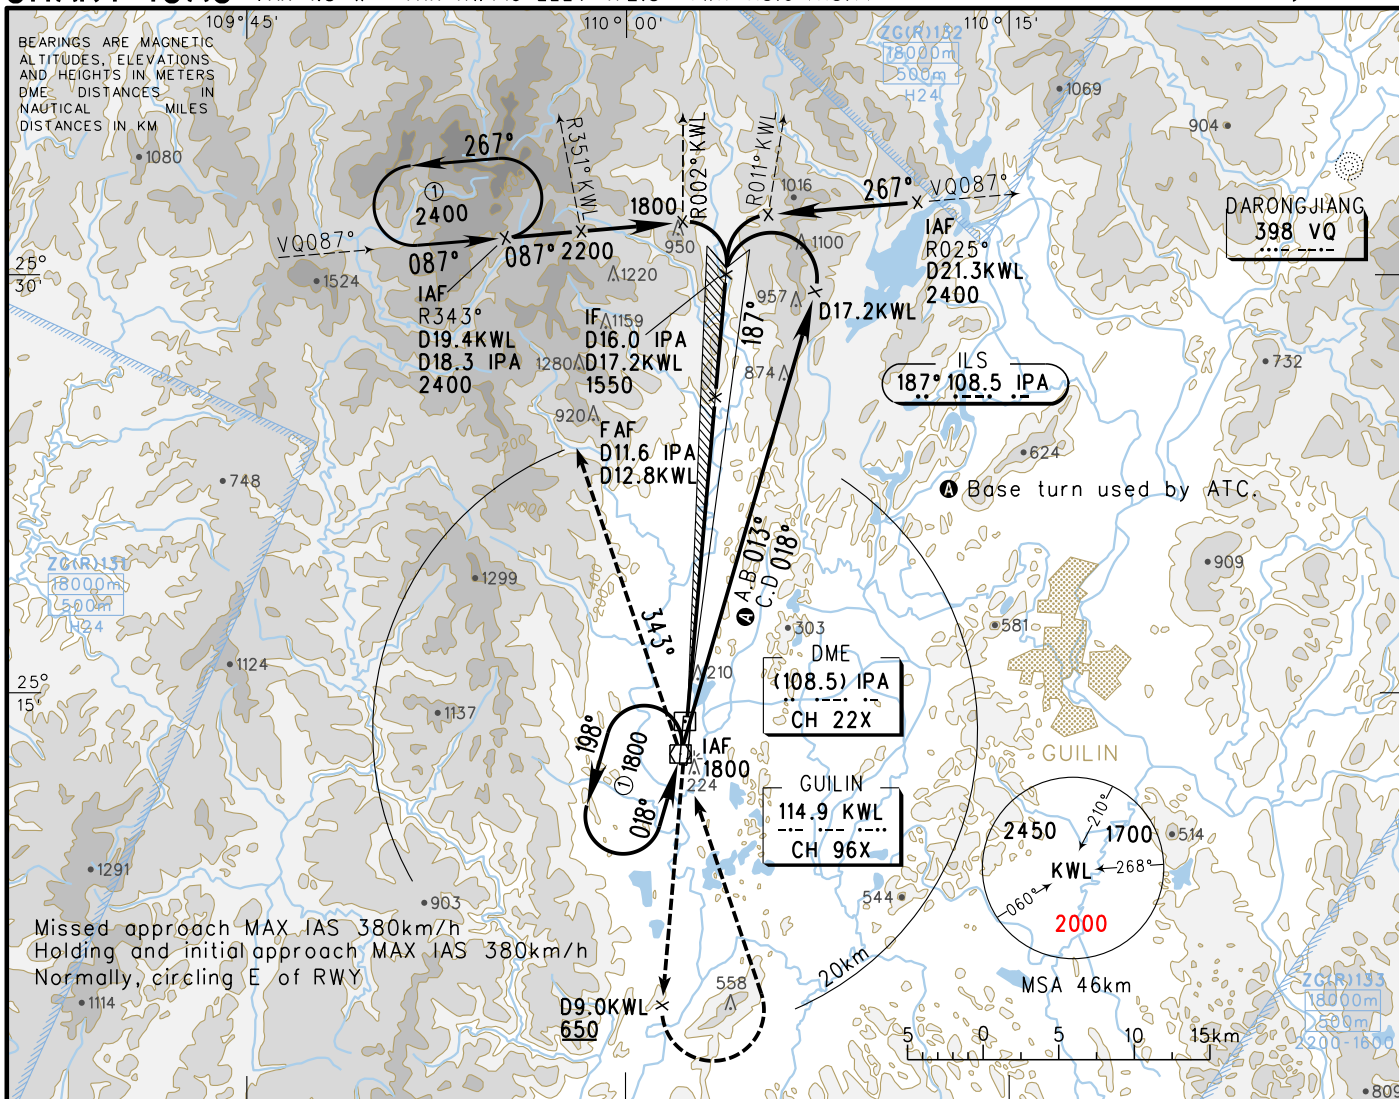 109°45'
110°00'
110°15'
BEARINGS ARE MAGNETIC
ALTITUDES, ELEVATIONS
AND HEIGHTS IN METERS
DME DISTANCES IN
NAUTICAL MILES
DISTANCES IN KM
ZG(R)132
18000m
500m
H24
1080
1069
904
267°
① 2400
R351°KWL
R002°KWL
R011°KWL
1016
267°
VQ087°
1800
950
1100
DARONGJIANG
398 VQ
VQ087°
087°
087°
2200
IAF
R025°
D21.3KWL
2400
25°
30'
1524
1220
957
D17.2KWL
IAF
R343°
D19.4KWL
D18.3 IPA
2400
IF
D16.0 IPA
D17.2KWL
1550
1159
1280
187°
874
732
ILS
187° 108.5 IPA
920
1200
1000
FAF
D11.6 IPA
D12.8KWL
624
748
A Base turn used by ATC.
A
A.B 013°
C.D 018°
ZG(R)131
18000m
500m
H24
1299
400
200
909
343°
303
581
1124
210
DME
(108.5) IPA
CH 22X
25°
15'
1137
198°
① 1800
018°
IAF
1800
224
GUILIN
GUILIN
114.9 KWL
CH 96X
2450
1700
210°
268°
060°
KWL
2000
MSA 46km
514
1291
903
544
Missed approach MAX IAS 380km/h
Holding and initial approach MAX IAS 380km/h
Normally, circling E of RWY
20km
1114
558
D9.0KWL
650
ZG(R)133
18000m
500m
2200-1600
5 0 5 10 15km
809